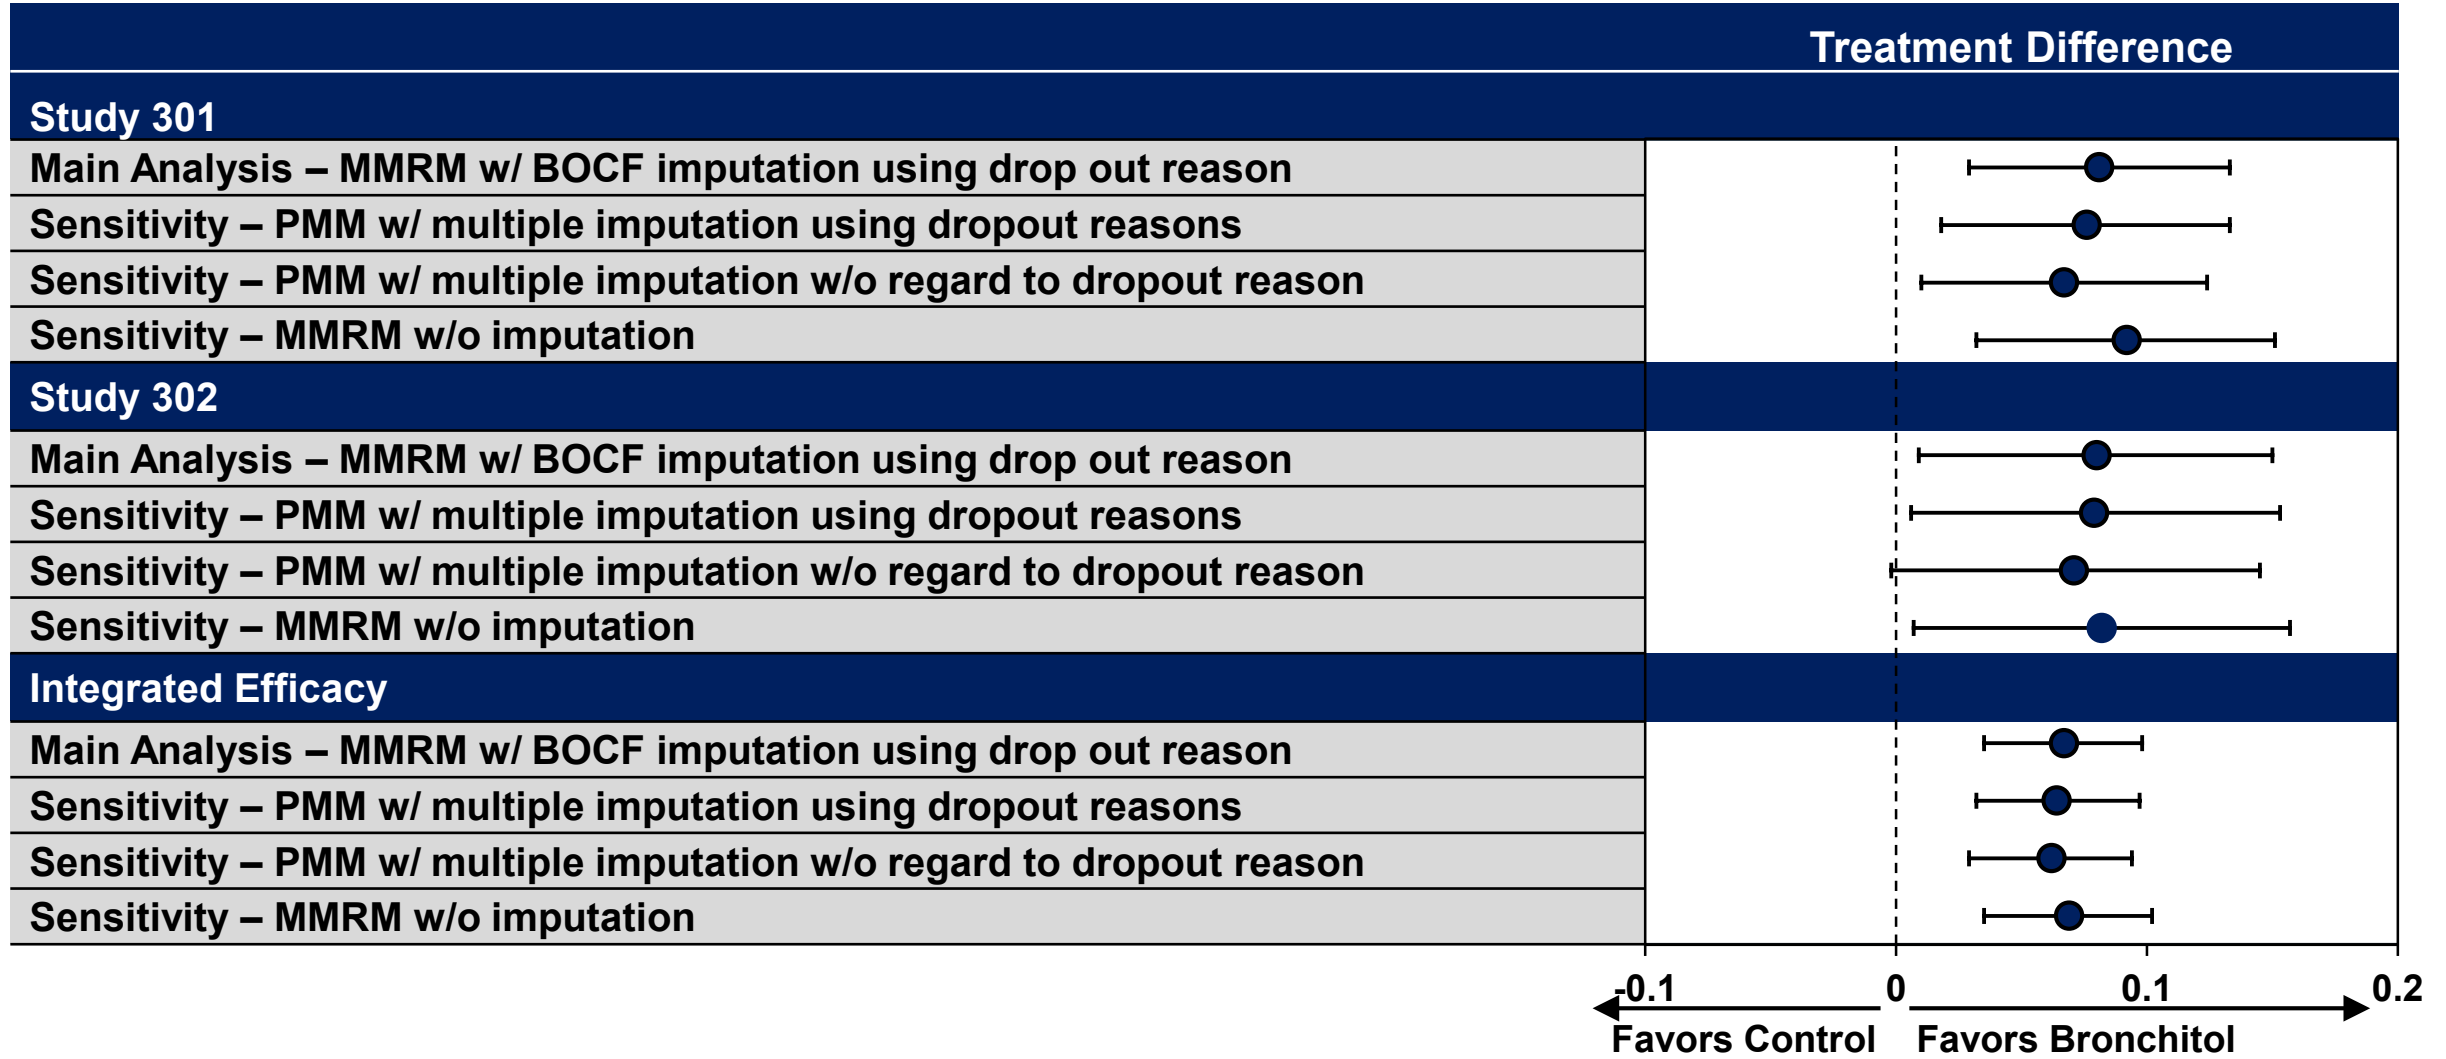 Treatment Difference
Study 301
Main Analysis – MMRM w/ BOCF imputation using drop out reason
Sensitivity – PMM w/ multiple imputation using dropout reasons
Sensitivity – PMM w/ multiple imputation w/o regard to dropout reason
Sensitivity – MMRM w/o imputation
Study 302
Main Analysis – MMRM w/ BOCF imputation using drop out reason
Sensitivity – PMM w/ multiple imputation using dropout reasons
Sensitivity – PMM w/ multiple imputation w/o regard to dropout reason
Sensitivity – MMRM w/o imputation
Integrated Efficacy
Main Analysis – MMRM w/ BOCF imputation using drop out reason
Sensitivity – PMM w/ multiple imputation using dropout reasons
Sensitivity – PMM w/ multiple imputation w/o regard to dropout reason
Sensitivity – MMRM w/o imputation
-0.1 0 0.1 0.2
Favors Control Favors Bronchitol